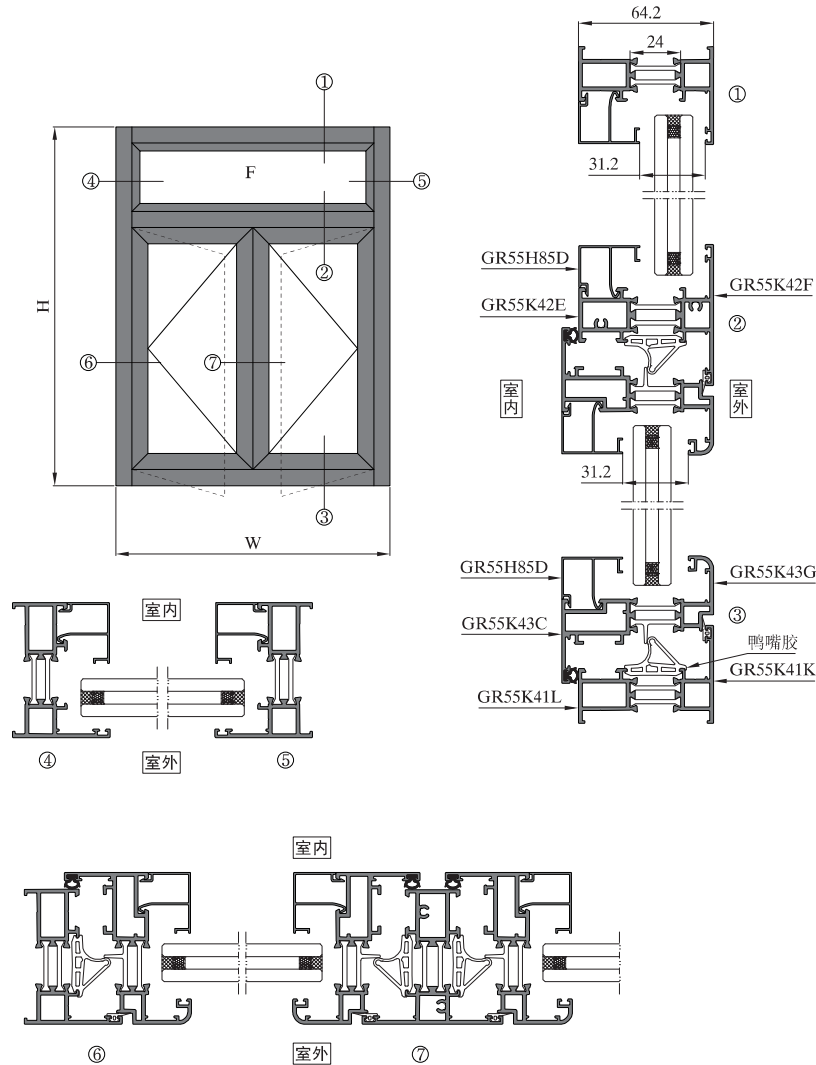 64.2
24
①
①
31.2
④
F
⑤
②
H
GR55H85D
GR55K42F
GR55K42E
②
⑥
⑦
室内
室外
31.2
③
W
GR55H85D
GR55K43G
GR55K43C
③
鸭嘴胶
GR55K41K
GR55K41L
室内
④
室外
⑤
室内
⑥
室外
⑦